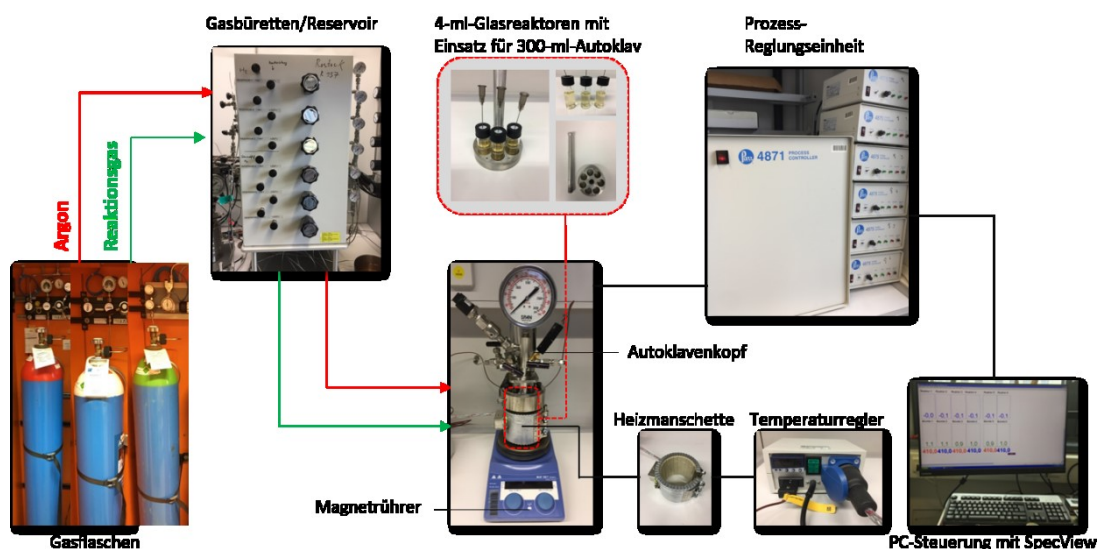 Gasbüretten/Reservoir
4-ml-Glasreaktoren mit
Einsatz für 300-ml-Autoklav
Prozess-
Reglungseinheit
Argon
Reaktionsgas
4871 PROCESS
CONTROLLER
Autoklavenkopf
Heizmanschette
Temperaturregler
Magnetrührer
Gasflaschen
PC-Steuerung mit SpecView